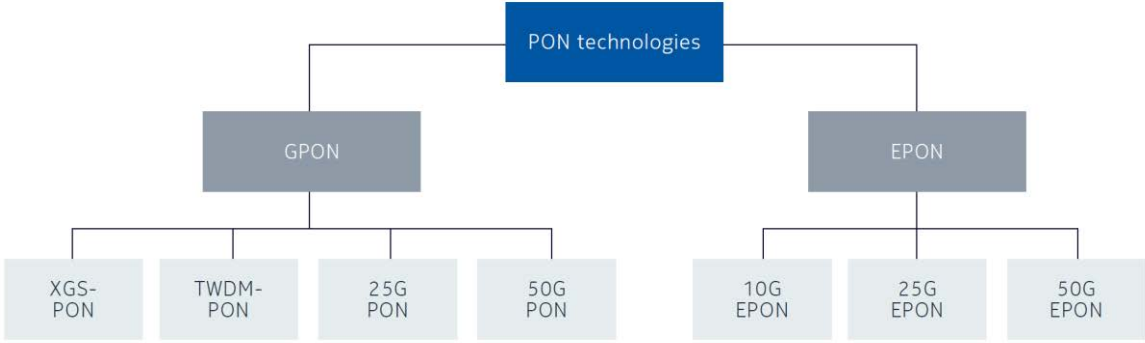 PON technologies
GPON
EPON
XGS-
PON
TWDM-
PON
25G
PON
50G
PON
10G
EPON
25G
EPON
50G
EPON